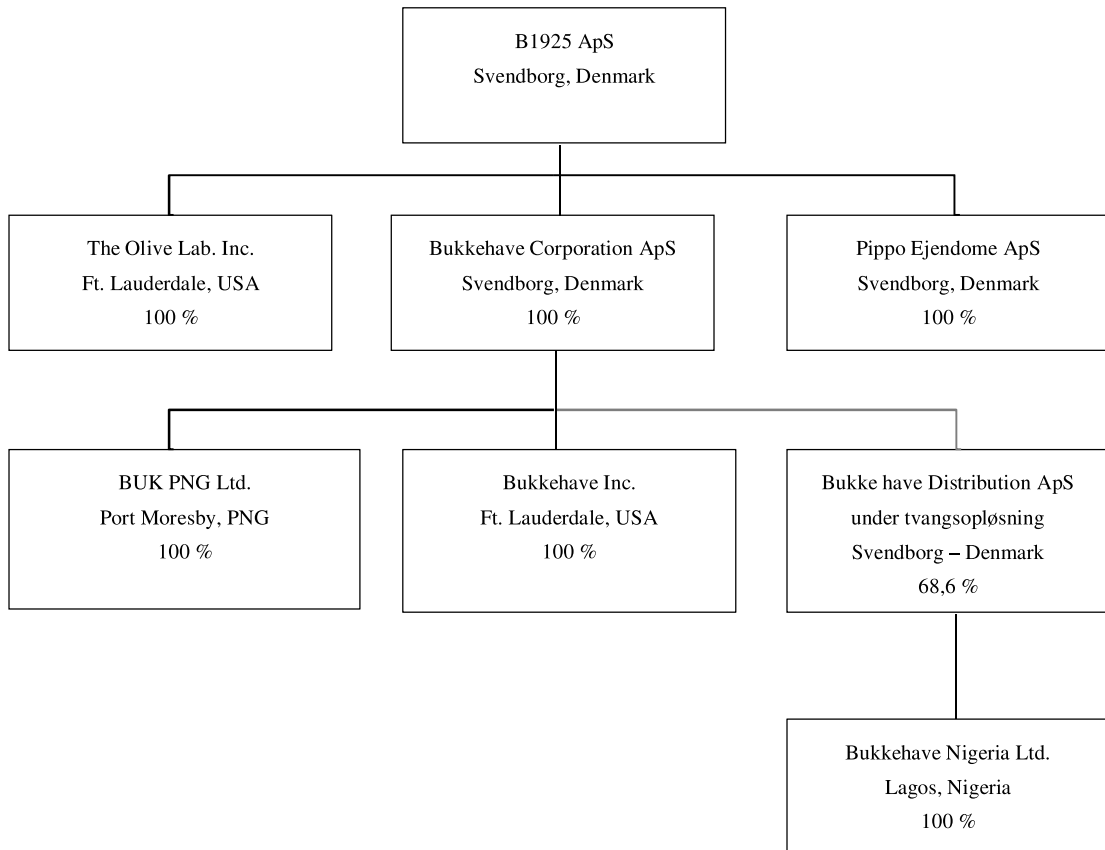 B1925 ApS
Svendborg, Denmark
The Olive Lab. Inc.
Ft. Lauderdale, USA
100 %
Bukkehave Corporation ApS
Svendborg, Denmark
100 %
Pippo Ejendome ApS
Svendborg, Denmark
100 %
BUK PNG Ltd.
Port Moresby, PNG
100 %
Bukkehave Inc.
Ft. Lauderdale, USA
100 %
Bukke have Distribution ApS
under tvangsopløsning
Svendborg – Denmark
68,6 %
Bukkehave Nigeria Ltd.
Lagos, Nigeria
100 %